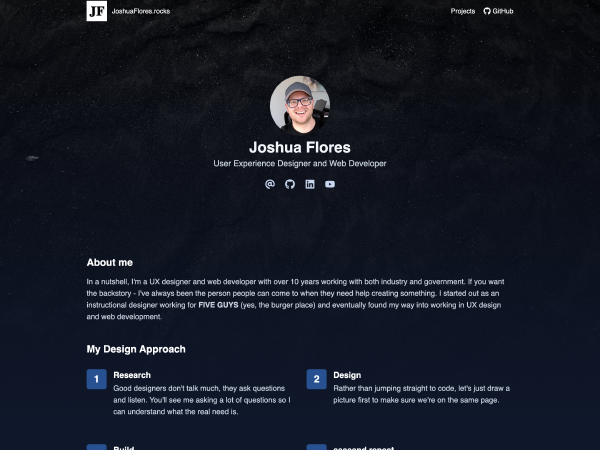 JF JoshuaFlores.rocks Projects GitHub
Joshua Flores
User Experience Designer and Web Developer
About me
In a nutshell, I'm a UX designer and web developer with over 10 years working with both industry and government. If you want
the backstory - I've always been the person people can come to when they need help creating something. I started out as an
instructional designer working for FIVE GUYS (yes, the burger place) and eventually found my way into working in UX design
and web development.
My Design Approach
1 Research
Good designers don't talk much, they ask questions
and listen. You'll see me asking a lot of questions so I
can understand what the real need is.
2 Design
Rather than jumping straight to code, let's just draw a
picture first to make sure we're on the same page.
Build